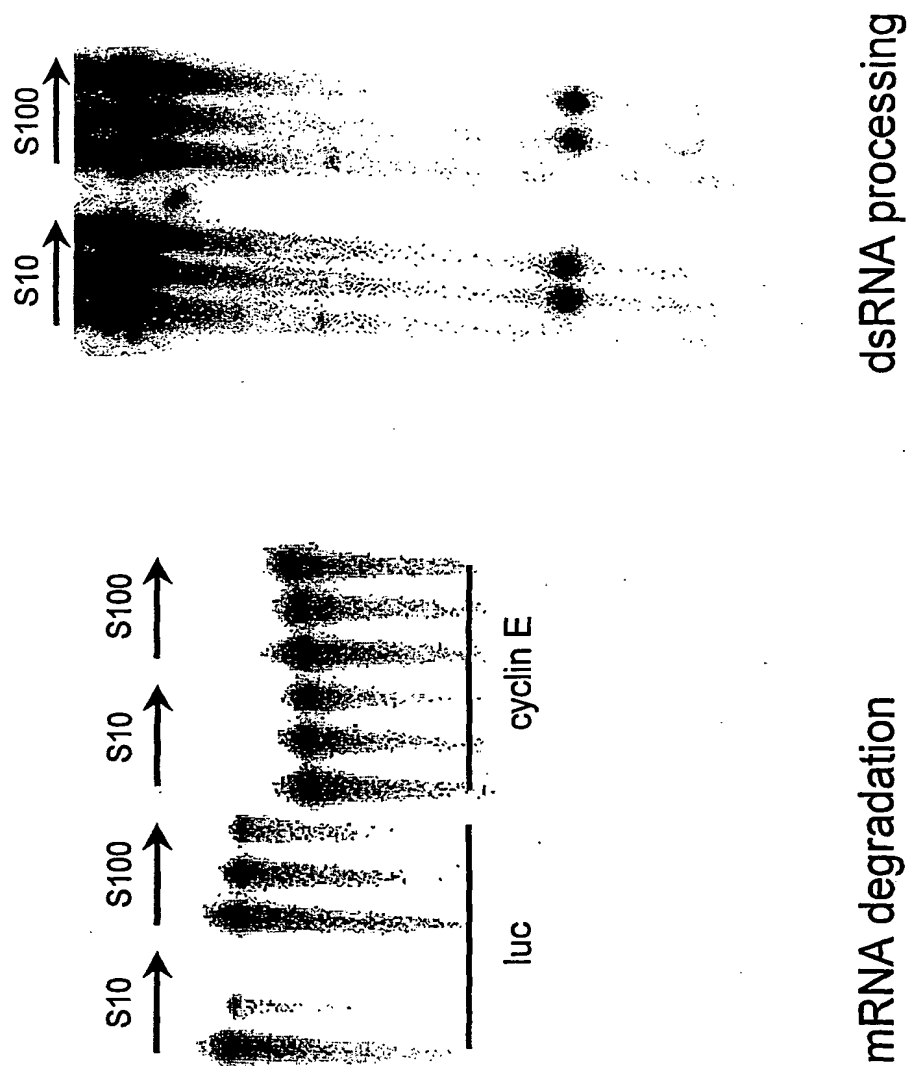 S10
S100
S10
S100
S10
S100
luc
cyclin E
mRNA degradation
dsRNA processing